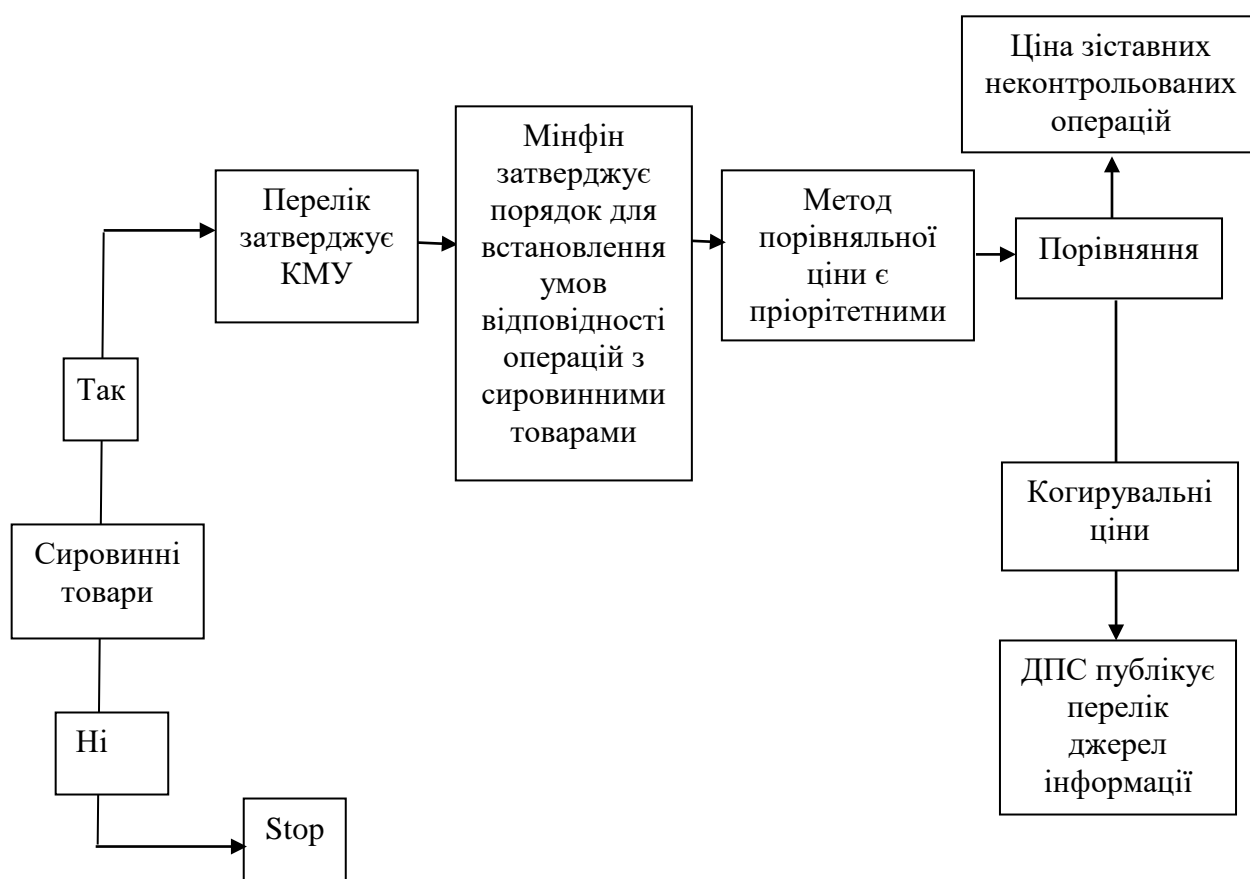 Ціна зіставних
неконтрольованих
операцій
Мінфін
затверджує
порядок для
встановлення
умов
відповідності
операцій з
сировинними
товарами
Перелік
затверджує
КМУ
Метод
порівняльної
ціни є
пріорітетними
Порівняння
Так
Когирувальні
ціни
Сировинні
товари
ДПС публікує
перелік
джерел
інформації
Ні
Stop